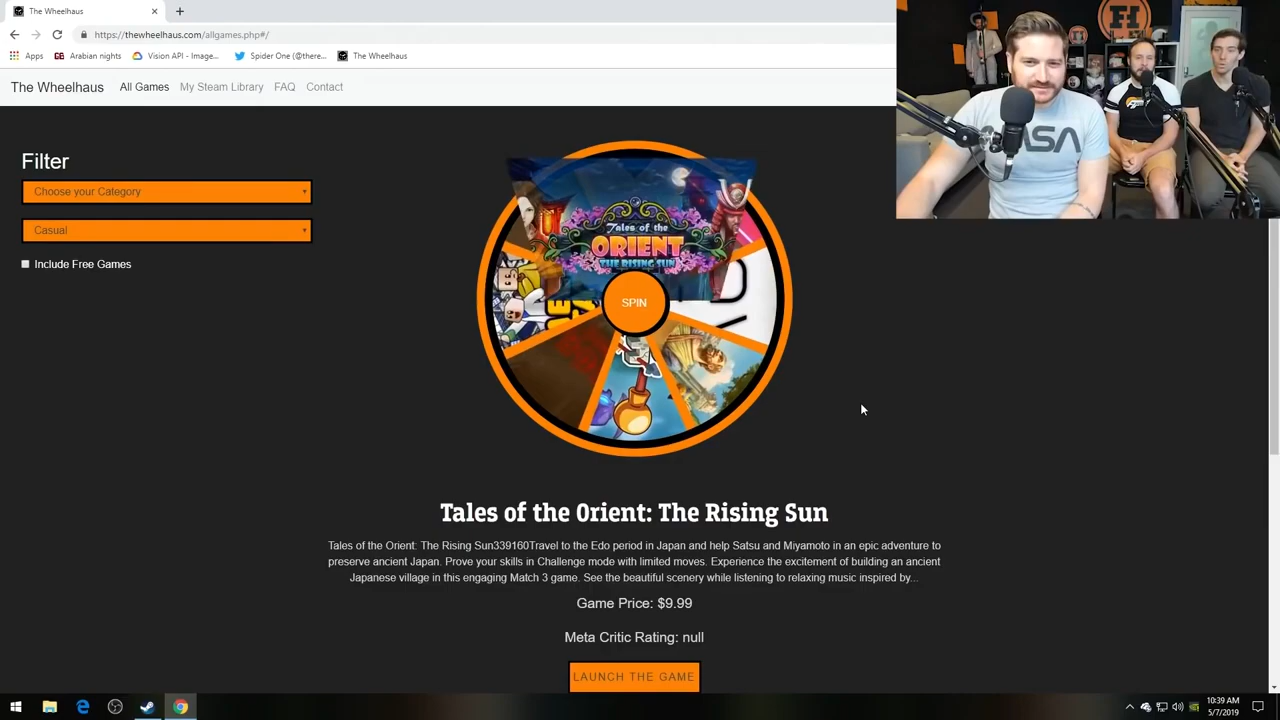 The Wheelhaus
https://thewheelhaus.com/allgames.php#/
Apps
Arabian nights
Vision API - Image...
Spider One (@there...
The Wheelhaus
The Wheelhaus
All Games
My Steam Library
FAQ
Contact
Filter
Choose your Category
Casual
Include Free Games
Tales of the
ORIENT
THE RISING SUN
SPIN
NASA
Tales of the Orient: The Rising Sun
Tales of the Orient: The Rising Sun339160Travel to the Edo period in Japan and help Satsu and Miyamoto in an epic adventure to
preserve ancient Japan. Prove your skills in Challenge mode with limited moves. Experience the excitement of building an ancient
Japanese village in this engaging Match 3 game. See the beautiful scenery while listening to relaxing music inspired by...
Game Price: $9.99
Meta Critic Rating: null
LAUNCH THE GAME
10:39 AM
5/7/2019